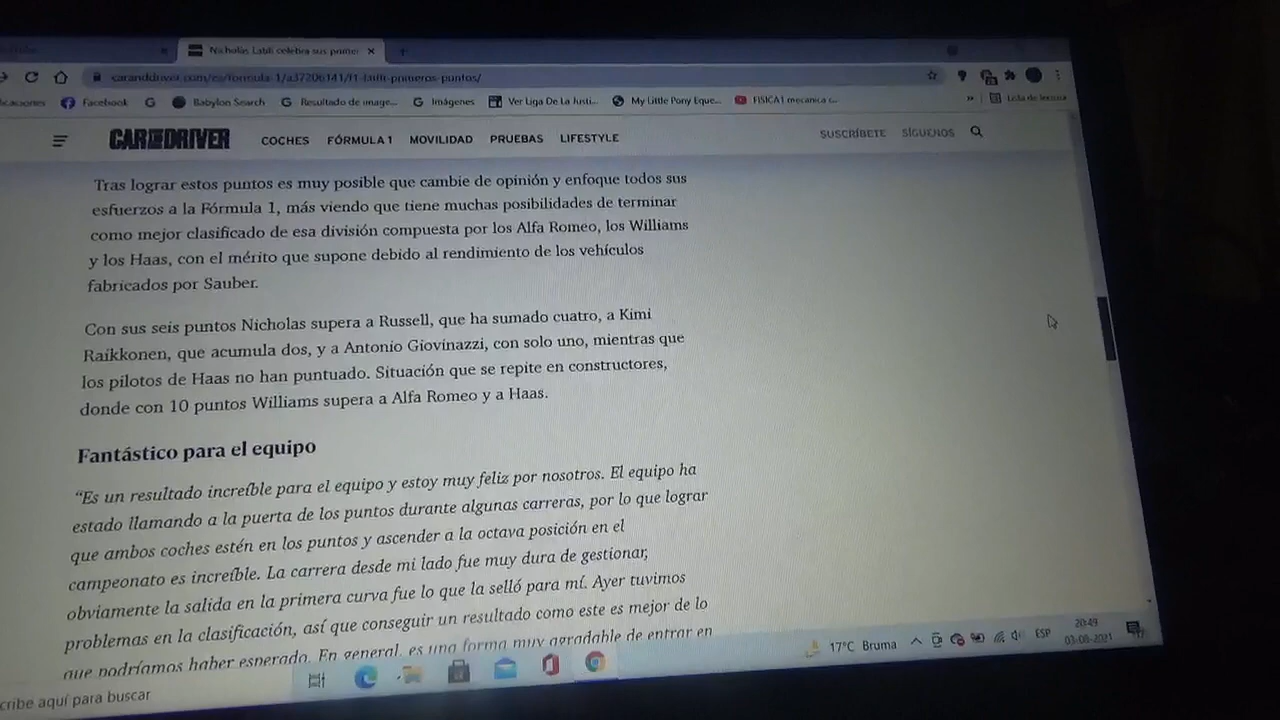 Nicholas Latifi celebra sus primer
caranddriver.com/es/formula-1/a37206141/f1-latifi-primeros-puntos/
Facebook
Babylon Search
Resultado de image...
Imágenes
Ver Liga De La Justi...
My Little Pony Eque...
FISICA1 mecanica c...
Lista de lectura
CAR AND DRIVER
COCHES FÓRMULA 1 MOVILIDAD PRUEBAS LIFESTYLE
SUSCRÍBETE SÍGUENOS
Tras lograr estos puntos es muy posible que cambie de opinión y enfoque todos sus
esfuerzos a la Fórmula 1, más viendo que tiene muchas posibilidades de terminar
como mejor clasificado de esa división compuesta por los Alfa Romeo, los Williams
y los Haas, con el mérito que supone debido al rendimiento de los vehículos
fabricados por Sauber.
Con sus seis puntos Nicholas supera a Russell, que ha sumado cuatro, a Kimi
Raikkonen, que acumula dos, y a Antonio Giovinazzi, con solo uno, mientras que
los pilotos de Haas no han puntuado. Situación que se repite en constructores,
donde con 10 puntos Williams supera a Alfa Romeo y a Haas.
Fantástico para el equipo
“Es un resultado increíble para el equipo y estoy muy feliz por nosotros. El equipo ha
estado llamando a la puerta de los puntos durante algunas carreras, por lo que lograr
que ambos coches estén en los puntos y ascender a la octava posición en el
campeonato es increíble. La carrera desde mi lado fue muy dura de gestionar,
obviamente la salida en la primera curva fue lo que la selló para mí. Ayer tuvimos
problemas en la clasificación, así que conseguir un resultado como este es mejor de lo
que podríamos haber esperado. En general, es una forma muy agradable de entrar en
cribe aquí para buscar
17°C Bruma
ESP
20:49
03-08-2021